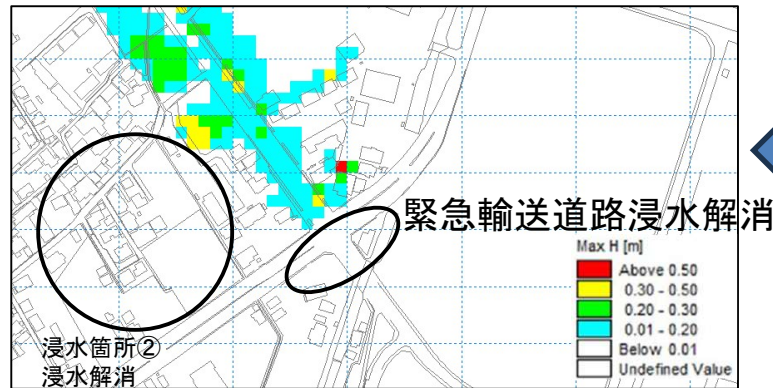 緊急輸送道路浸水解消
Max H [m]
Above 0.50
0.30 - 0.50
0.20 - 0.30
0.01 - 0.20
Below 0.01
Undefined Value
浸水箇所②
浸水解消